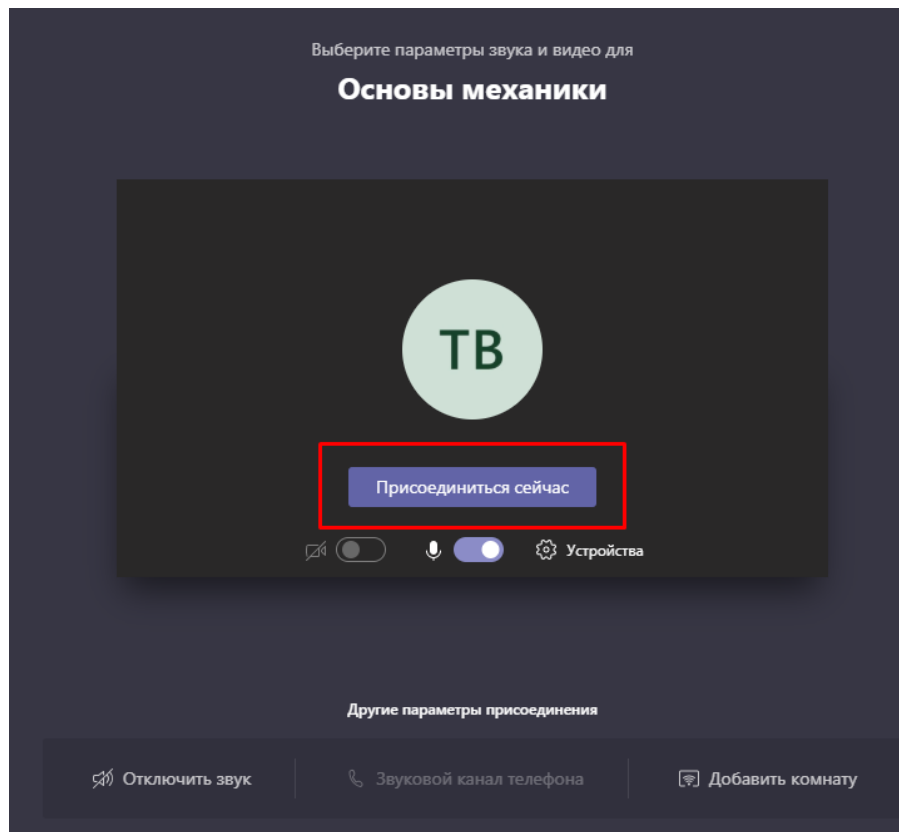 Выберите параметры звука и видео для
Основы механики
ТВ
Присоединиться сейчас
Устройства
Другие параметры присоединения
Отключить звук
Звуковой канал телефона
Добавить комнату